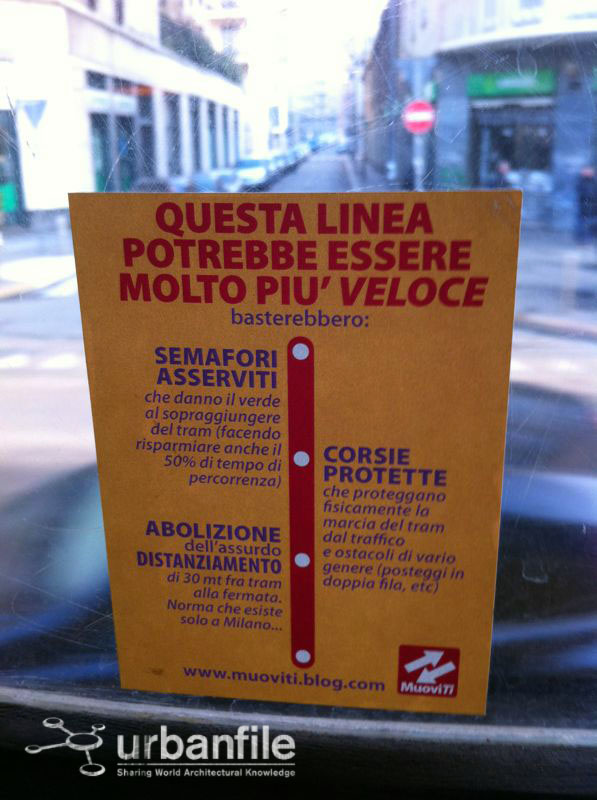 QUESTA LINEA
POTREBBE ESSERE
MOLTO PIU' VELOCE
basterebbero:
SEMAFORI
ASSERVITI
che danno il verde
al sopraggiungere
del tram (facendo
risparmiare anche il
50% di tempo di
percorrenza)
CORSIE
PROTETTE
che proteggano
fisicamente la
marcia del tram
dal traffico
e ostacoli di vario
genere (posteggi in
doppia fila, etc)
ABOLIZIONE
dell'assurdo
DISTANZIAMENTO
di 30 mt fra tram
alla fermata.
Norma che esiste
solo a Milano...
www.muoviti.blog.com
MuoviTi
urbanfile
Sharing World Architectural Knowledge